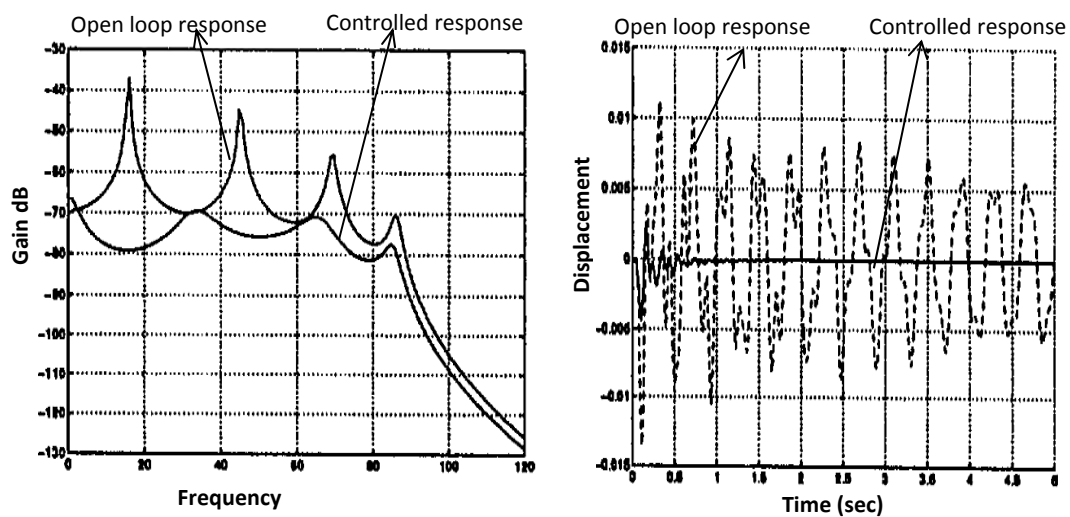 Open loop response
Controlled response
-30
-40
-50
-60
-70
-80
-90
-100
-110
-120
-130
Gain dB
0 20 40 60 80 100 120
Frequency
Open loop response
Controlled response
0.015
0.01
0.005
0
-0.005
-0.01
-0.015
Displacement
0 0.5 1 1.5 2 2.5 3 3.5 4 4.5 5
Time (sec)